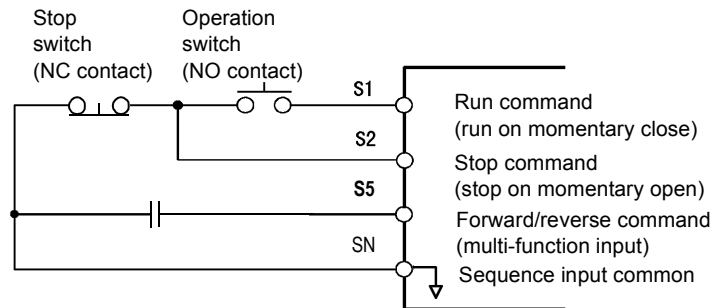 Stop
switch
(NC contact)
Operation
switch
(NO contact)
S1
Run command
(run on momentary close)
S2
Stop command
(stop on momentary open)
S5
Forward/reverse command
(multi-function input)
SN
Sequence input common